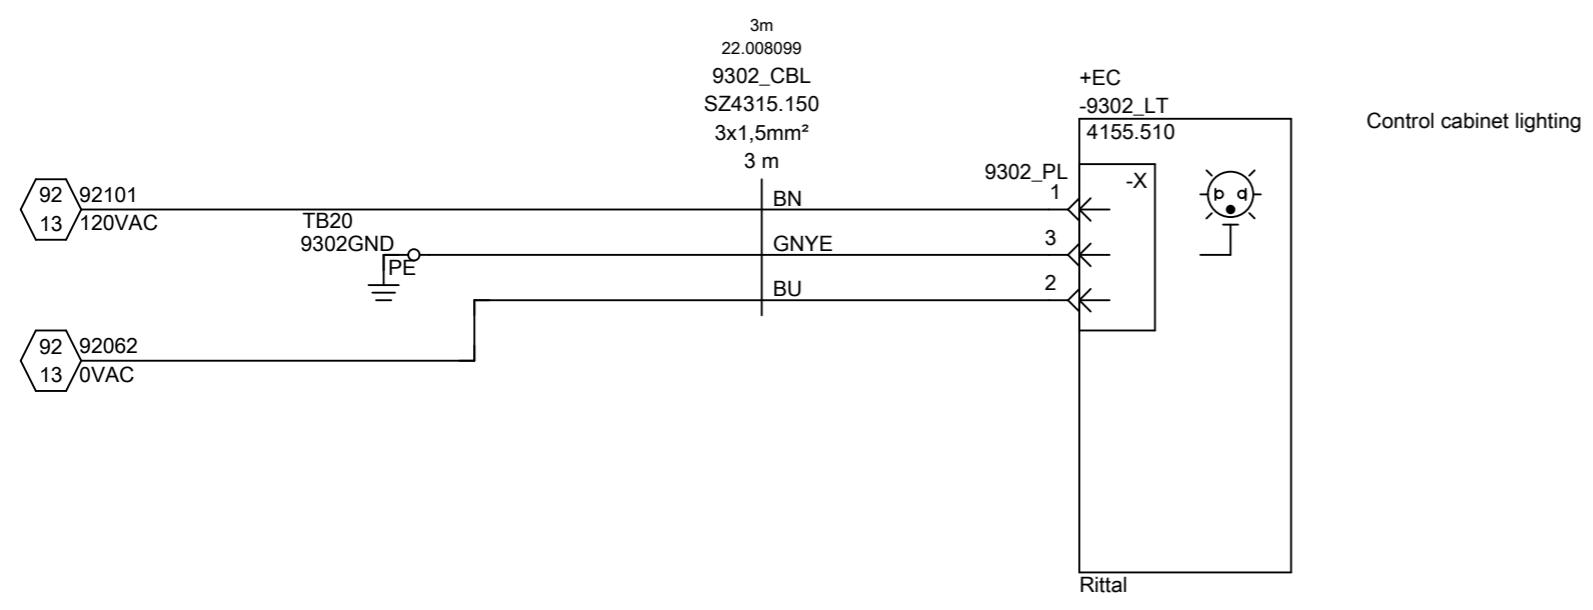 3m
22.008099
9302_CBL
SZ4315.150
3x1,5mm²
3 m
+EC
-9302_LT
4155.510
Control cabinet lighting
9302_PL
-X
92
13
92101
120VAC
BN
1
TB20
9302GND
PE
GNYE
3
BU
2
92
13
92062
0VAC
Rittal